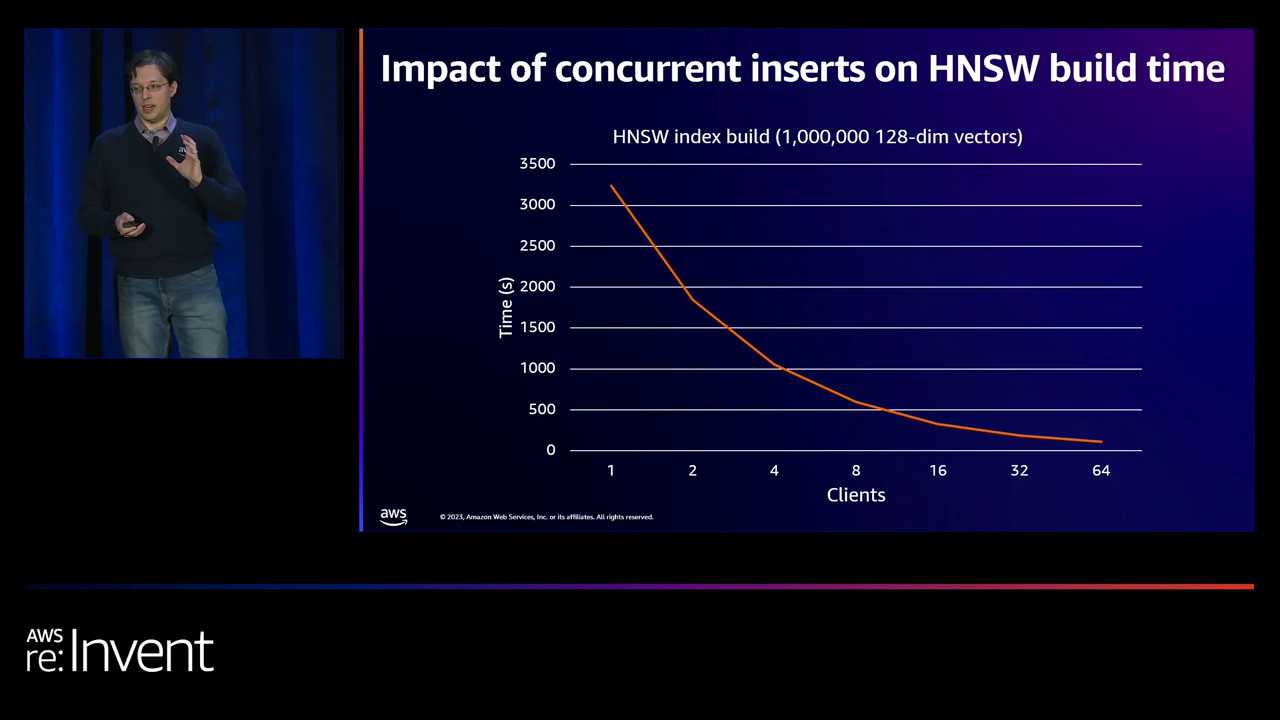 Impact of concurrent inserts on HNSW build time
HNSW index build (1,000,000 128-dim vectors)
3500
3000
2500
2000
1500
1000
500
0
Time (s)
1 2 4 8 16 32 64
Clients
aws
© 2023, Amazon Web Services, Inc. or its affiliates. All rights reserved.
AWS
re:Invent